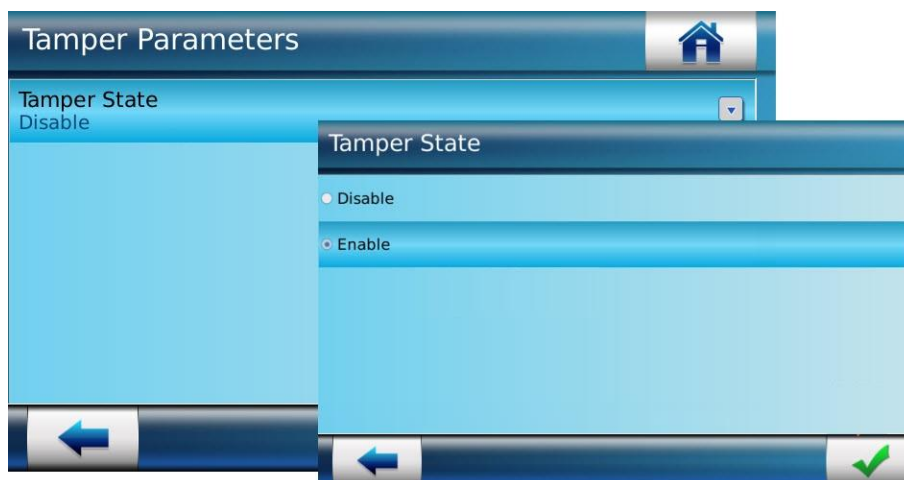 Tamper Parameters
Tamper State
Disable
Tamper State
Disable
Enable